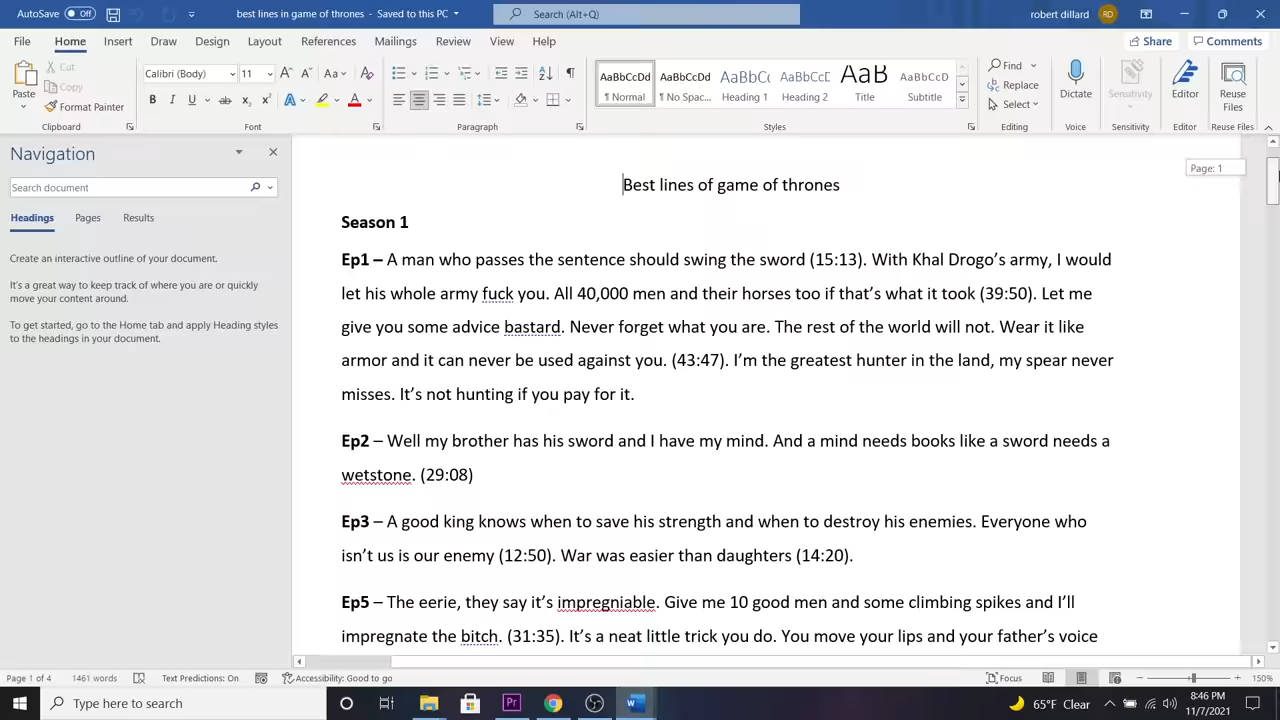 AutoSave Off best lines in game of thrones - Saved to this PC Search (Alt+Q) robert dillard RD
File Home Insert Draw Design Layout References Mailings Review View Help Share Comments
Paste Cut Copy Format Painter Clipboard
Calibri (Body) 11 Aa Font
Paragraph
AaBbCcDd ¶ Normal AaBbCcDd ¶ No Spac... AaBbCc Heading 1 AaBbCcE Heading 2 AaB Title AaBbCcD Subtitle Styles
Find Replace Select Editing
Dictate Voice
Sensitivity Sensitivity
Editor Editor
Reuse Files Reuse Files
Navigation
Search document
Headings Pages Results
Create an interactive outline of your document.
It's a great way to keep track of where you are or quickly
move your content around.
To get started, go to the Home tab and apply Heading styles
to the headings in your document.
Page: 1
Best lines of game of thrones
Season 1
Ep1 – A man who passes the sentence should swing the sword (15:13). With Khal Drogo's army, I would
let his whole army fuck you. All 40,000 men and their horses too if that's what it took (39:50). Let me
give you some advice bastard. Never forget what you are. The rest of the world will not. Wear it like
armor and it can never be used against you. (43:47). I'm the greatest hunter in the land, my spear never
misses. It's not hunting if you pay for it.
Ep2 – Well my brother has his sword and I have my mind. And a mind needs books like a sword needs a
wetstone. (29:08)
Ep3 – A good king knows when to save his strength and when to destroy his enemies. Everyone who
isn't us is our enemy (12:50). War was easier than daughters (14:20).
Ep5 – The eerie, they say it's impregniable. Give me 10 good men and some climbing spikes and I'll
impregnate the bitch. (31:35). It's a neat little trick you do. You move your lips and your father's voice
Page 1 of 4 1461 words Text Predictions: On Accessibility: Good to go Focus 150%
Type here to search 65°F Clear 8:46 PM
11/7/2021